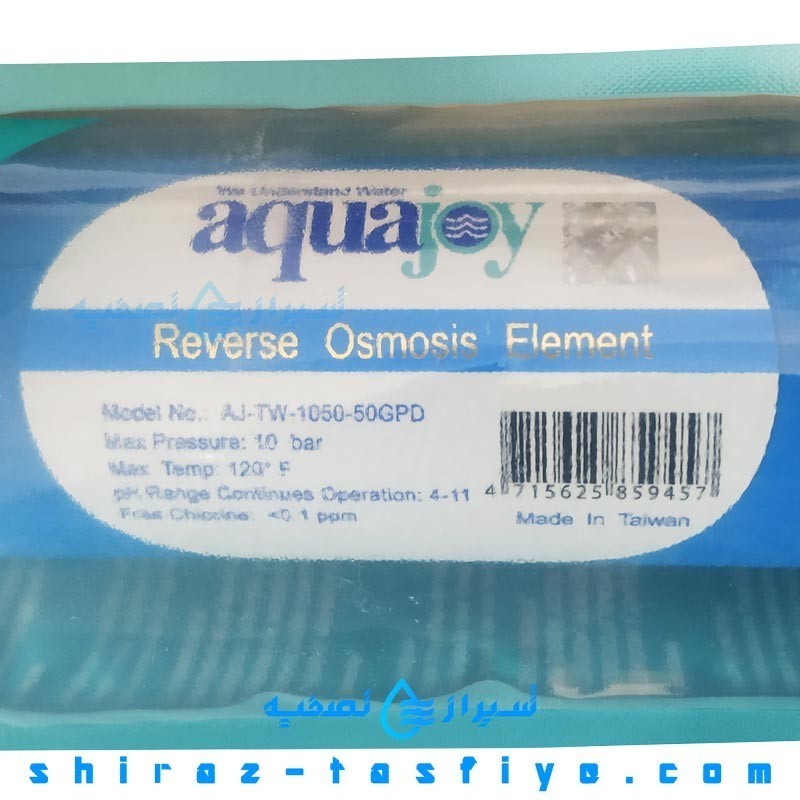 We Understand Water
aquajoy
شیراز تصفیه
Reverse Osmosis Element
Model No.: AJ-TW-1050-50GPD
Max Pressure: 10 bar
Max. Temp: 120° F
pH Range Continues Operation: 4-11
Free Chlorine: <0.1 ppm
4 715625 859457
Made In Taiwan
شیراز تصفیه
shiraz-tasfiye.com